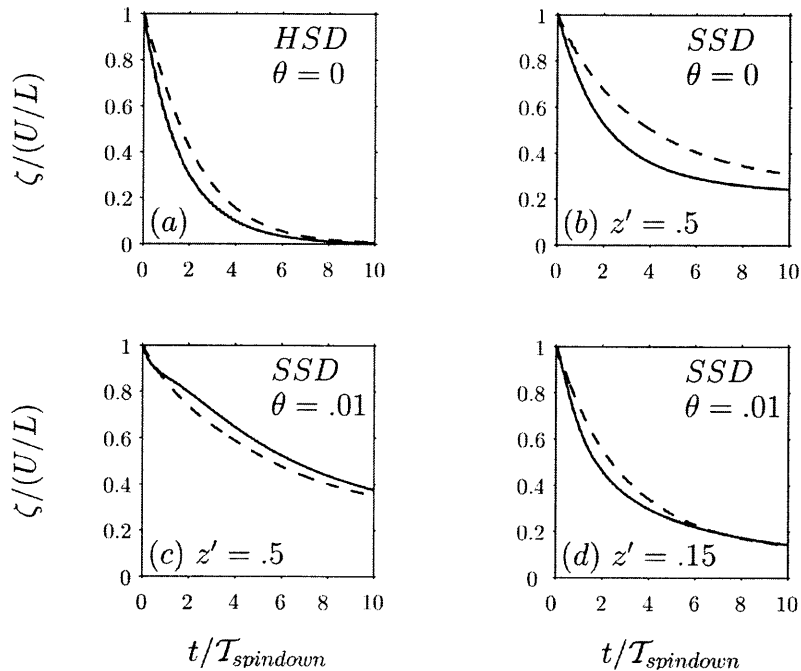 HSD
θ = 0
ζ/(U/L)
1
0.8
0.6
0.4
0.2
0
(a)
0 2 4 6 8 10
SSD
θ = 0
1
0.8
0.6
0.4
0.2
0
(b) z' = .5
0 2 4 6 8 10
SSD
θ = .01
ζ/(U/L)
1
0.8
0.6
0.4
0.2
0
(c) z' = .5
0 2 4 6 8 10
t/T_spindown
SSD
θ = .01
1
0.8
0.6
0.4
0.2
0
(d) z' = .15
0 2 4 6 8 10
t/T_spindown